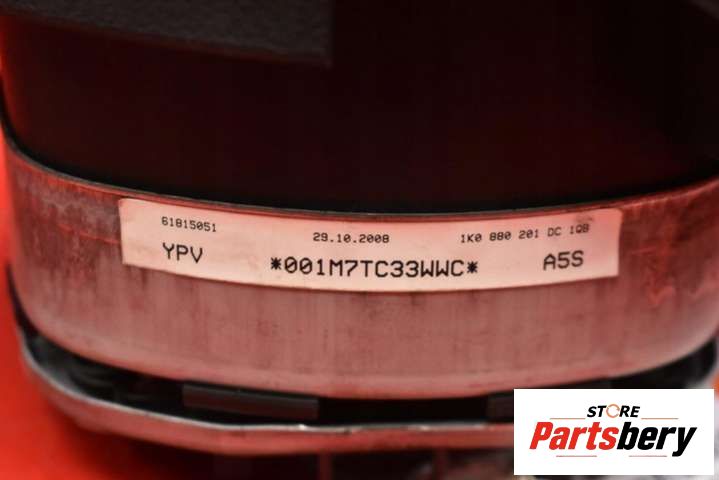 61815051 29.10.2008 1K0 880 201 DC 1QB
YPV *001M7TC33WWC* A5S
STORE
Partsbery